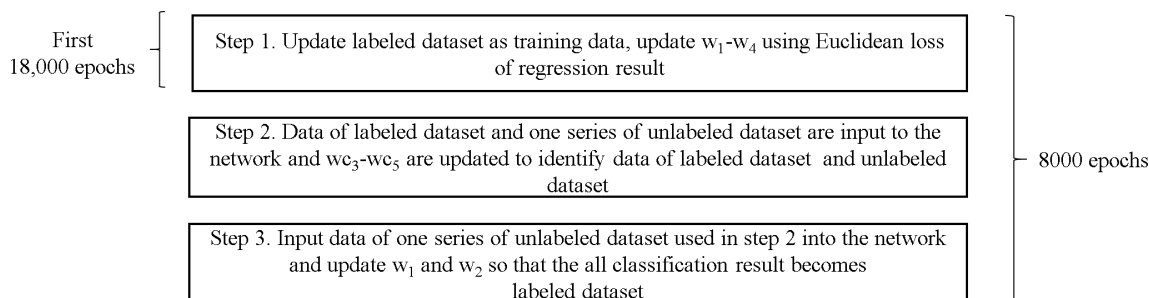 First
18,000 epochs
Step 1. Update labeled dataset as training data, update w₁-w₄ using Euclidean loss
of regression result
Step 2. Data of labeled dataset and one series of unlabeled dataset are input to the
network and wc₃-wc₅ are updated to identify data of labeled dataset and unlabeled
dataset
8000 epochs
Step 3. Input data of one series of unlabeled dataset used in step 2 into the network
and update w₁ and w₂ so that the all classification result becomes
labeled dataset